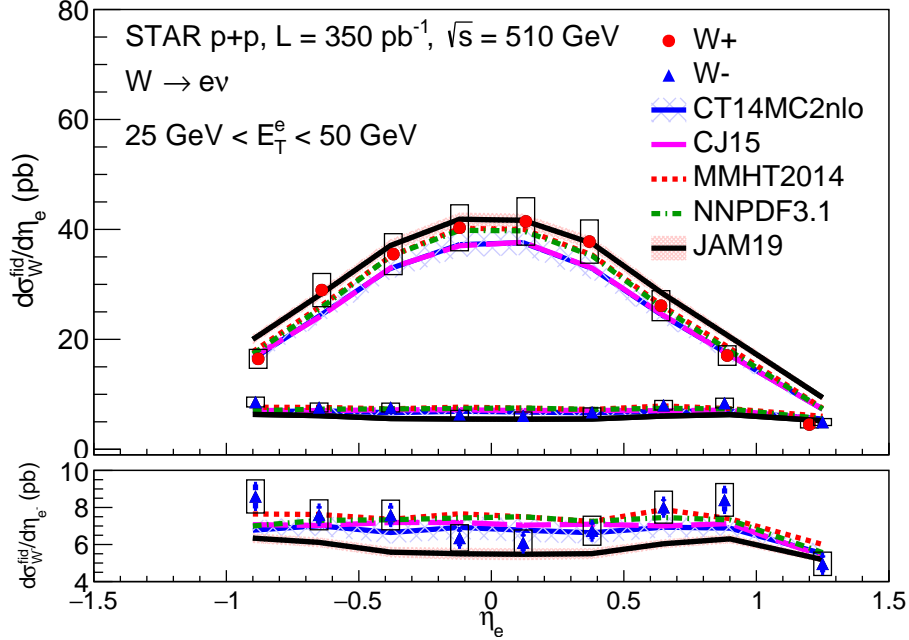 80
60
40
20
0
dσ_W^fid/dη_e (pb)
STAR p+p, L = 350 pb⁻¹, √s = 510 GeV
W → eν
25 GeV < E_T^e < 50 GeV
W+
W-
CT14MC2nlo
CJ15
MMHT2014
NNPDF3.1
JAM19
10
8
6
4
dσ_W^fid/dη_e⁻ (pb)
−1.5 −1 −0.5 0 0.5 1 1.5
η_e